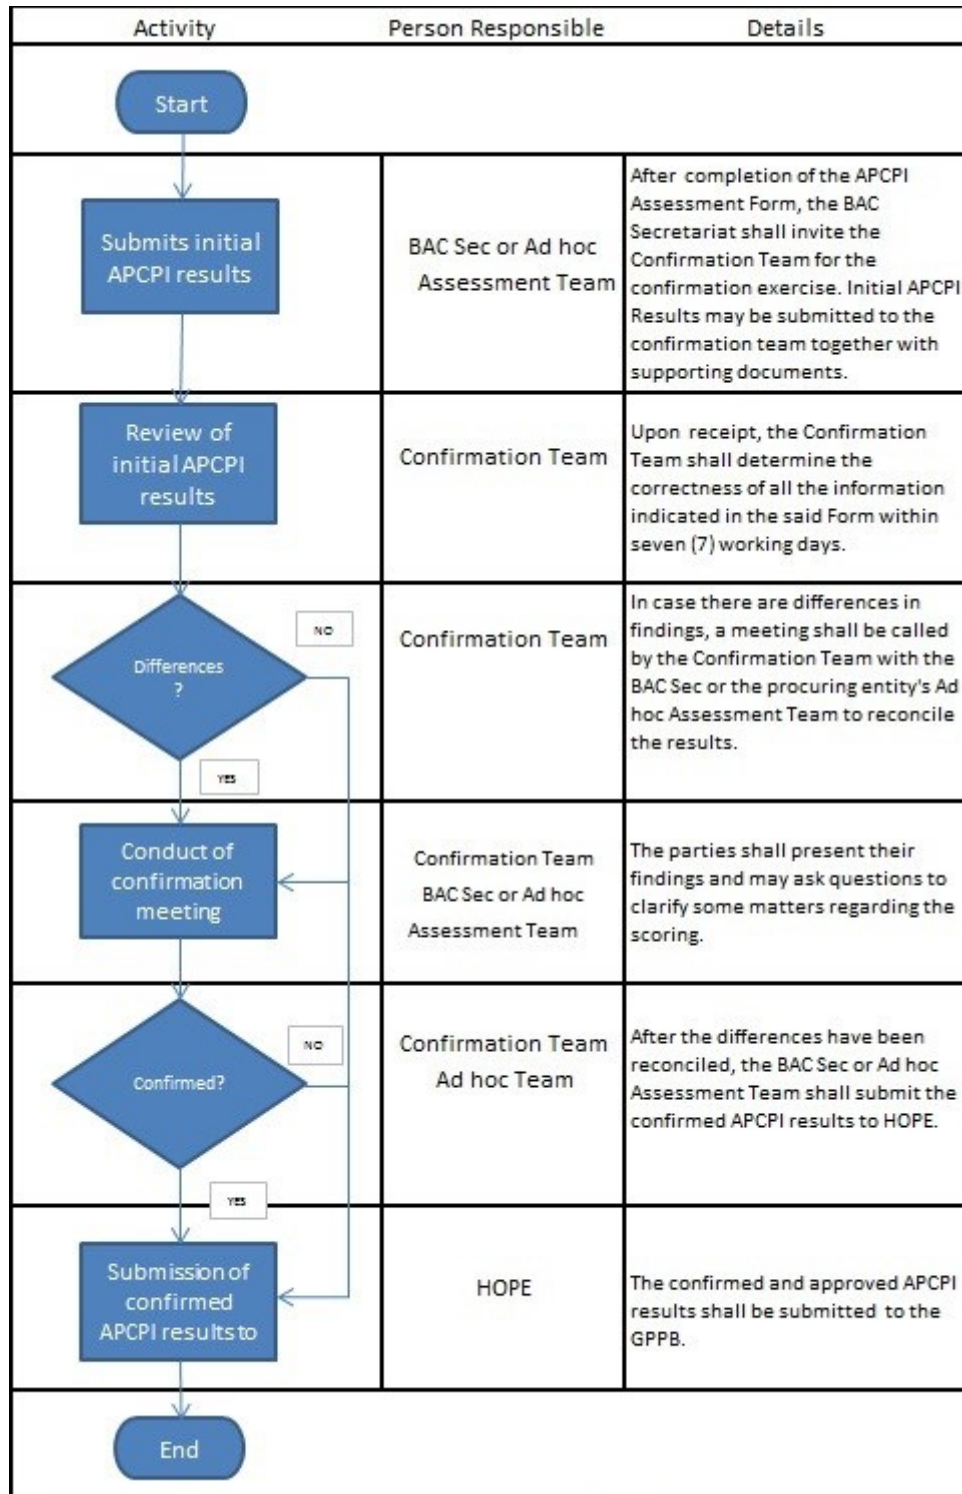 Activity
Person Responsible
Details
Start
Submits initial
APCPI results
BAC Sec or Ad hoc
Assessment Team
After completion of the APCPI
Assessment Form, the BAC
Secretariat shall invite the
Confirmation Team for the
confirmation exercise. Initial APCPI
Results may be submitted to the
confirmation team together with
supporting documents.
Review of
initial APCPI
results
Confirmation Team
Upon receipt, the Confirmation
Team shall determine the
correctness of all the information
indicated in the said Form within
seven (7) working days.
Differences
?
NO
YES
Confirmation Team
In case there are differences in
findings, a meeting shall be called
by the Confirmation Team with the
BAC Sec or the procuring entity's Ad
hoc Assessment Team to reconcile
the results.
Conduct of
confirmation
meeting
Confirmation Team
BAC Sec or Ad hoc
Assessment Team
The parties shall present their
findings and may ask questions to
clarify some matters regarding the
scoring.
Confirmed?
NO
YES
Confirmation Team
Ad hoc Team
After the differences have been
reconciled, the BAC Sec or Ad hoc
Assessment Team shall submit the
confirmed APCPI results to HOPE.
Submission of
confirmed
APCPI results to
HOPE
The confirmed and approved APCPI
results shall be submitted to the
GPPB.
End